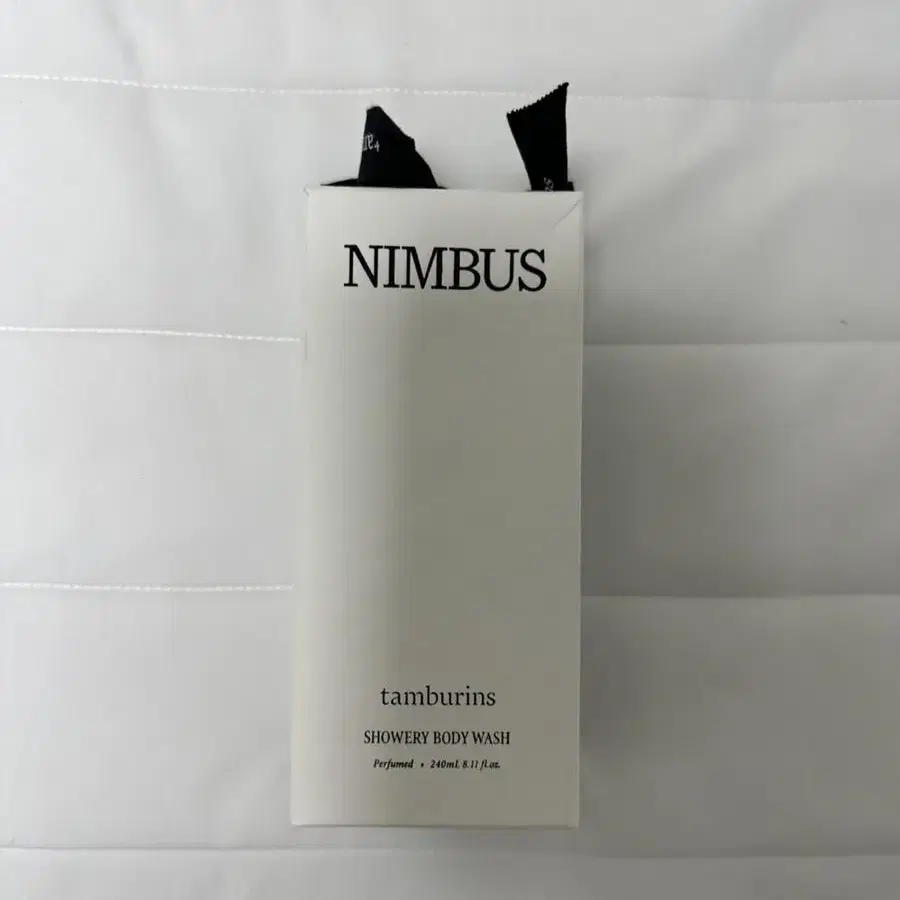 NIMBUS
tamburins
SHOWERY BODY WASH
Perfumed • 240ml. 8.11 fl.oz.